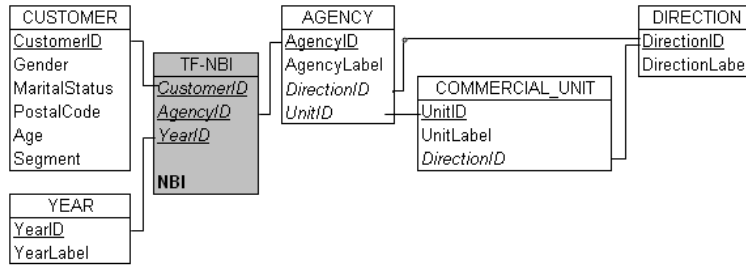 CUSTOMER
CustomerID
Gender
MaritalStatus
PostalCode
Age
Segment
YEAR
YearID
YearLabel
TF-NBI
CustomerID
AgencyID
YearID
NBI
AGENCY
AgencyID
AgencyLabel
DirectionID
UnitID
COMMERCIAL_UNIT
UnitID
UnitLabel
DirectionID
DIRECTION
DirectionID
DirectionLabel